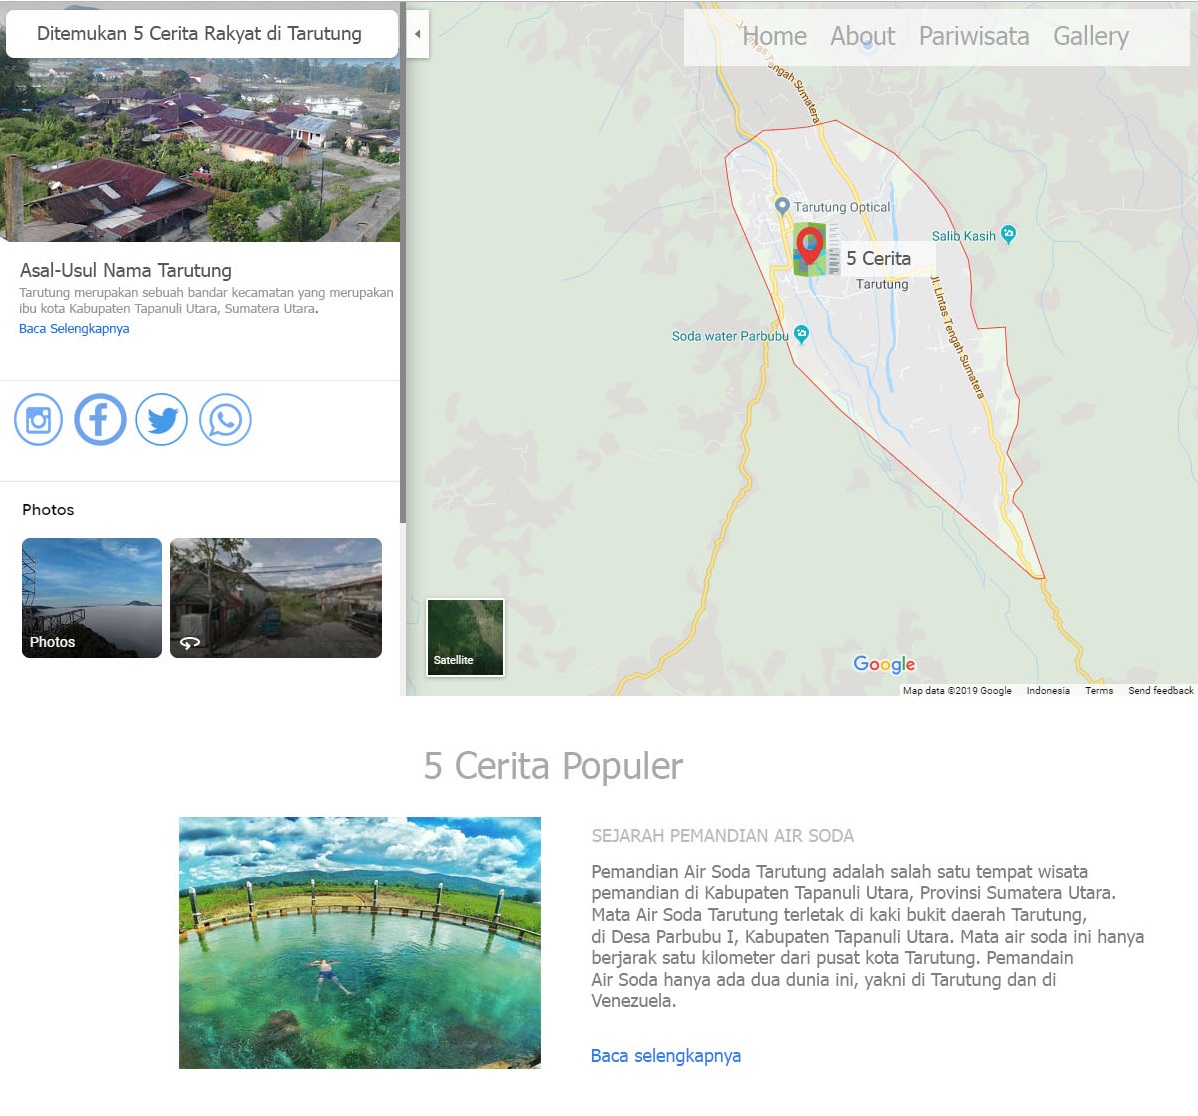 Ditemukan 5 Cerita Rakyat di Tarutung
Home About Pariwisata Gallery
Jl. Lintas Tengah Sumatera
Tarutung Optical
Salib Kasih
5 Cerita
Tarutung
Jl. Lintas Tengah Sumatera
Soda water Parbubu
Asal-Usul Nama Tarutung
Tarutung merupakan sebuah bandar kecamatan yang merupakan
ibu kota Kabupaten Tapanuli Utara, Sumatera Utara.
Baca Selengkapnya
Photos
Photos
Satellite
Google
Map data ©2019 Google Indonesia Terms Send feedback
5 Cerita Populer
SEJARAH PEMANDIAN AIR SODA
Pemandian Air Soda Tarutung adalah salah satu tempat wisata
pemandian di Kabupaten Tapanuli Utara, Provinsi Sumatera Utara.
Mata Air Soda Tarutung terletak di kaki bukit daerah Tarutung,
di Desa Parbubu I, Kabupaten Tapanuli Utara. Mata air soda ini hanya
berjarak satu kilometer dari pusat kota Tarutung. Pemandain
Air Soda hanya ada dua dunia ini, yakni di Tarutung dan di
Venezuela.
Baca selengkapnya